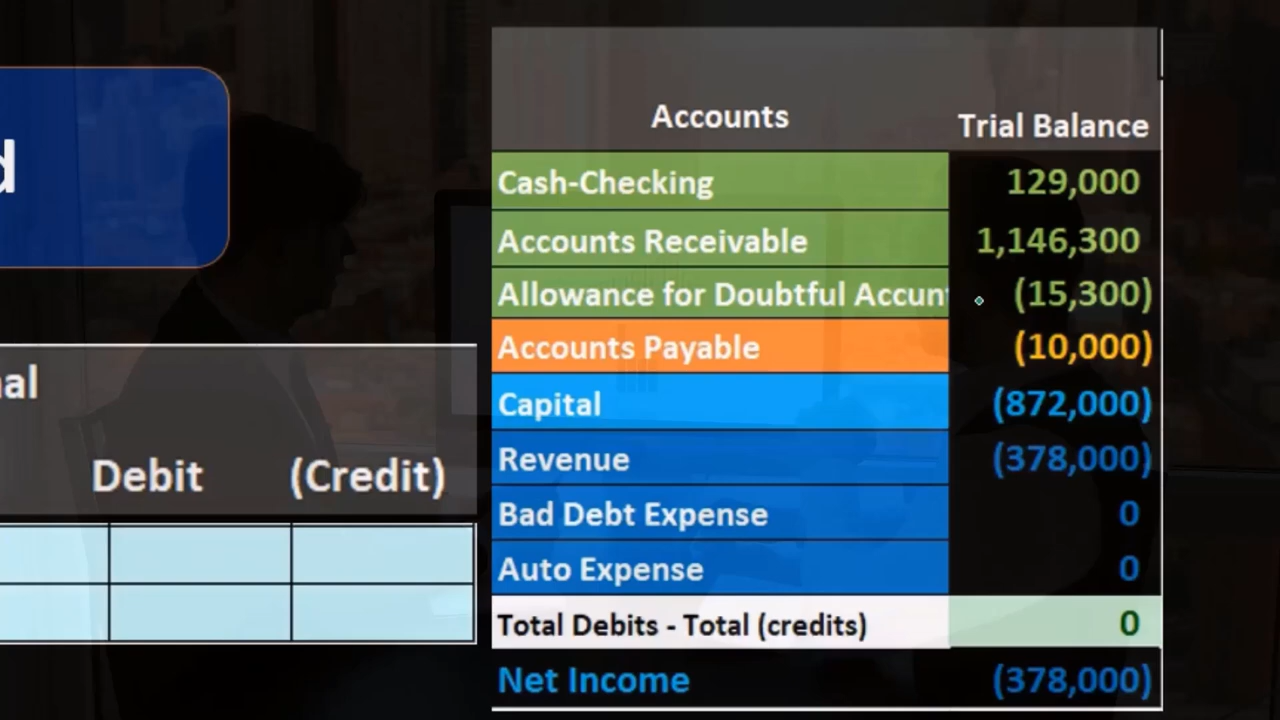 d
al
Debit (Credit)
Accounts Trial Balance
Cash-Checking 129,000
Accounts Receivable 1,146,300
Allowance for Doubtful Accun (15,300)
Accounts Payable (10,000)
Capital (872,000)
Revenue (378,000)
Bad Debt Expense 0
Auto Expense 0
Total Debits - Total (credits) 0
Net Income (378,000)